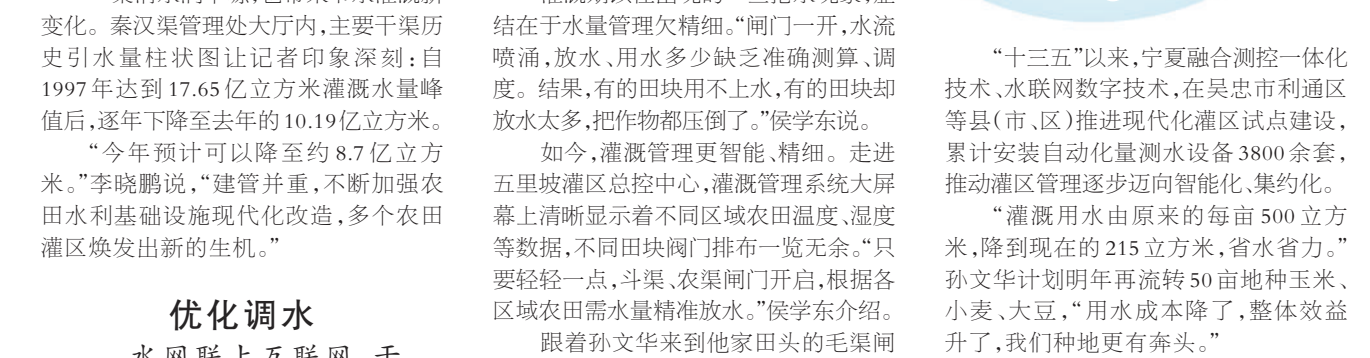 变化。秦汉渠管理处大厅内,主要干渠历
史引水量柱状图让记者印象深刻:自
1997年达到17.65亿立方米灌溉水量峰
值后,逐年下降至去年的10.19亿立方米。
“今年预计可以降至约8.7亿立方
米。”李晓鹏说,“建管并重,不断加强农
田水利基础设施现代化改造,多个农田
灌区焕发出新的生机。”
优化调水
水网联上互联网,千
结在于水量管理欠精细。“闸门一开,水流
喷涌,放水、用水多少缺乏准确测算、调
度。结果,有的田块用不上水,有的田块却
放水太多,把作物都压倒了。”侯学东说。
如今,灌溉管理更智能、精细。走进
五里坡灌区总控中心,灌溉管理系统大屏
幕上清晰显示着不同区域农田温度、湿度
等数据,不同田块阀门排布一览无余。“只
要轻轻一点,斗渠、农渠闸门开启,根据各
区域农田需水量精准放水。”侯学东介绍。
跟着孙文华来到他家田头的毛渠闸
“十三五”以来,宁夏融合测控一体化
技术、水联网数字技术,在吴忠市利通区
等县(市、区)推进现代化灌区试点建设,
累计安装自动化量测水设备3800余套,
推动灌区管理逐步迈向智能化、集约化。
“灌溉用水由原来的每亩500立方
米,降到现在的215立方米,省水省力。”
孙文华计划明年再流转50亩地种玉米、
小麦、大豆,“用水成本降了,整体效益
升了,我们种地更有奔头。”